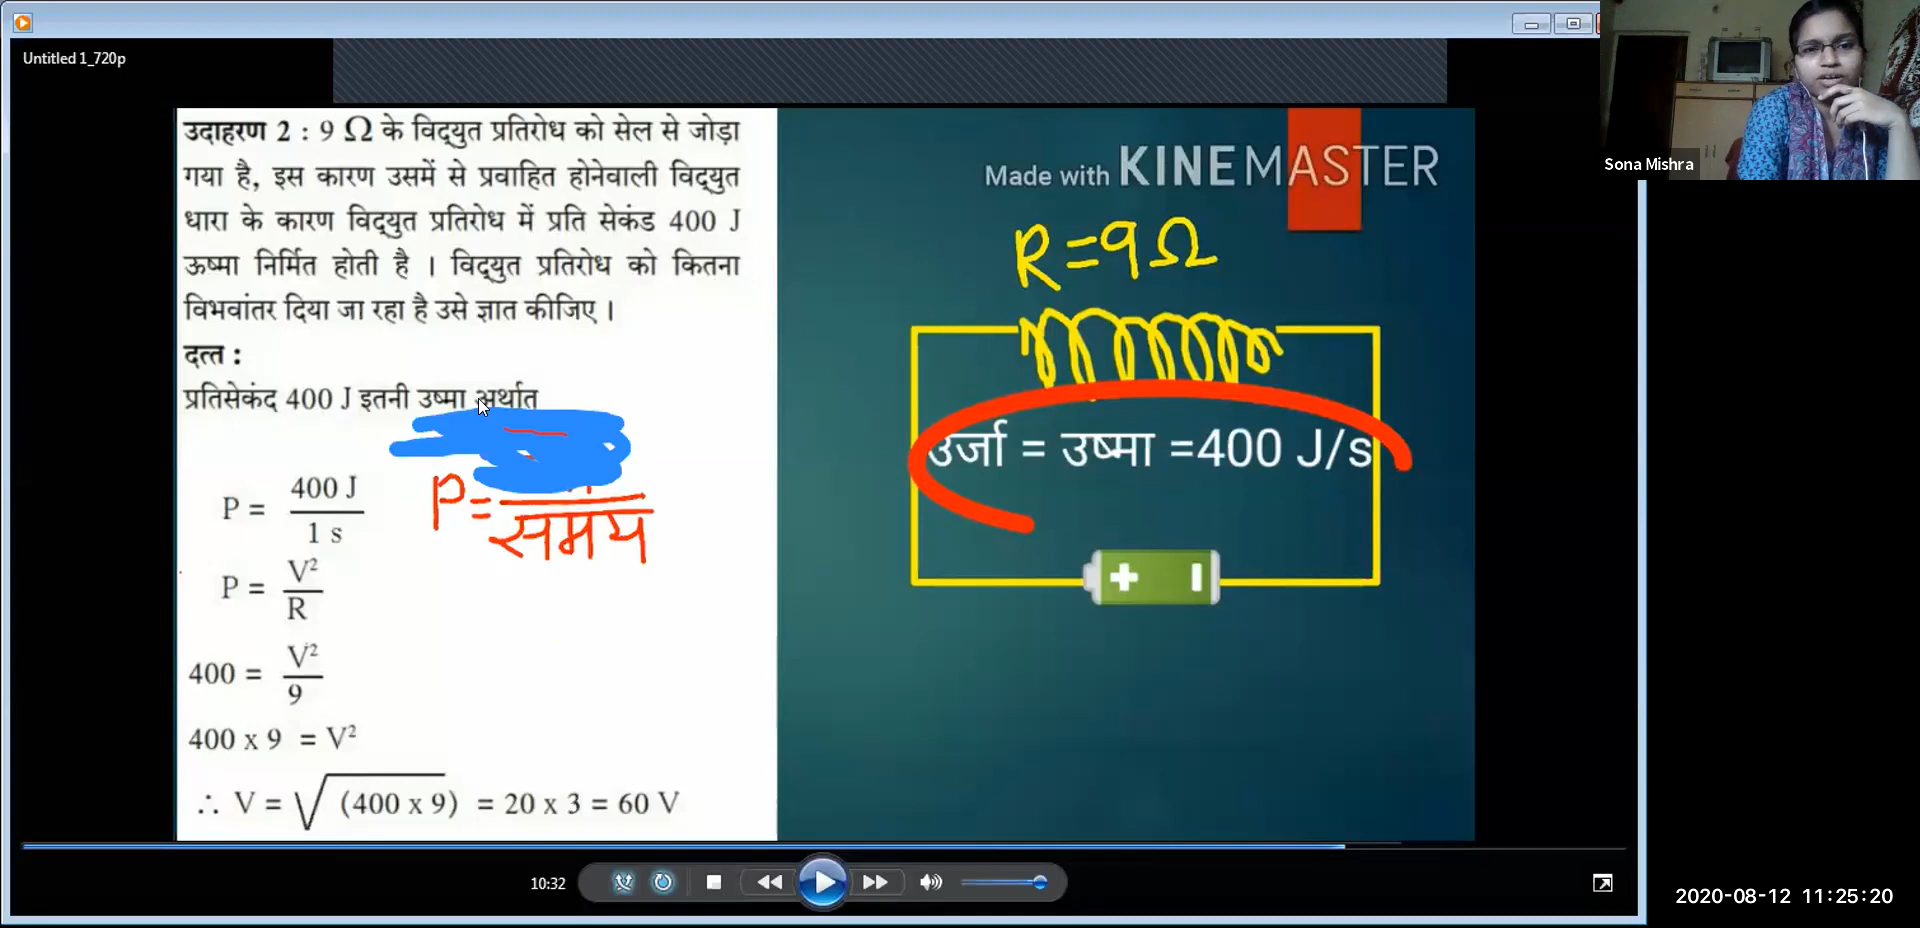 Untitled 1_720p
उदाहरण 2 : 9 Ω के विद्युत प्रतिरोध को सेल से जोड़ा
गया है, इस कारण उसमें से प्रवाहित होनेवाली विद्युत
धारा के कारण विद्युत प्रतिरोध में प्रति सेकंड 400 J
ऊष्मा निर्मित होती है । विद्युत प्रतिरोध को कितना
विभवांतर दिया जा रहा है उसे ज्ञात कीजिए ।
दत्त :
प्रतिसेकंद 400 J इतनी उष्मा अर्थात
P = 400 J / 1 s
P = V² / R
400 = V² / 9
400 x 9 = V²
∴ V = √(400 x 9) = 20 x 3 = 60 V
P =
समय
Made with KINEMASTER
R=9Ω
उर्जा = उष्मा =400 J/s
+
Sona Mishra
10:32
2020-08-12 11:25:20